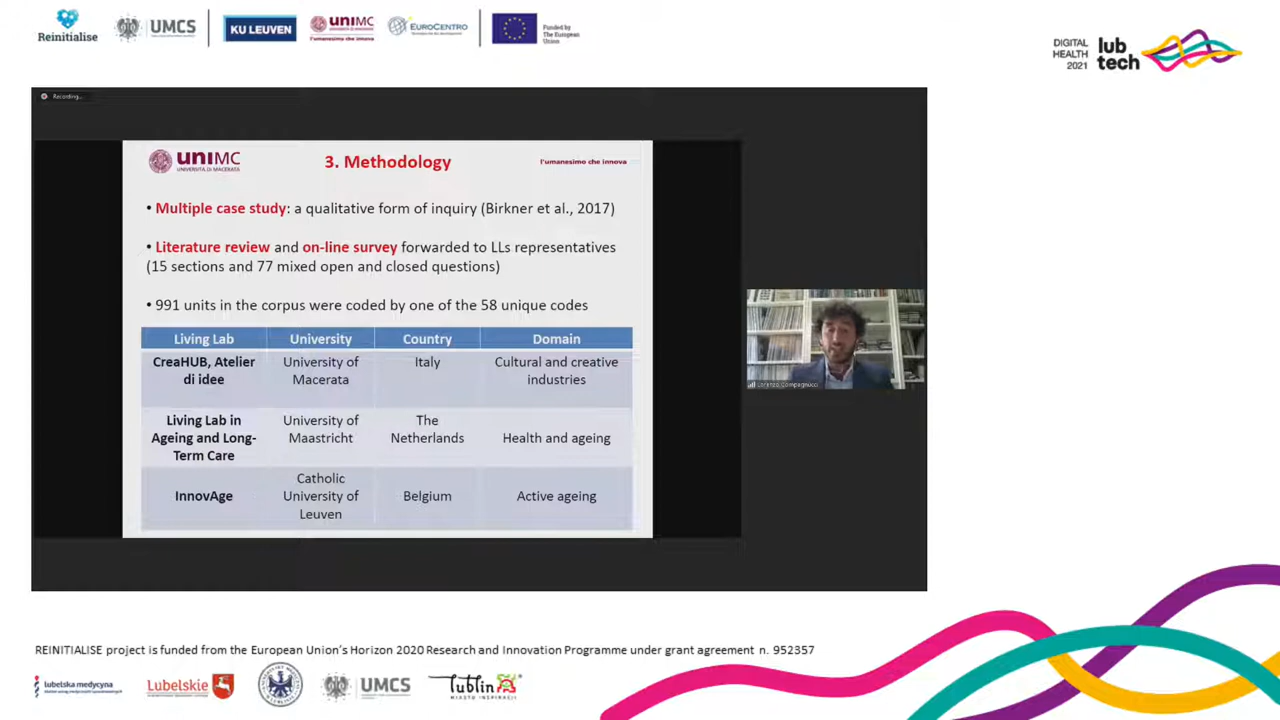 Reinitialise
UMCS
KU LEUVEN
UNIMC
l'umanesimo che innova
EUROCENTRO
Funded by
The European
Union
DIGITAL
HEALTH
2021
lub
tech
Recording...
UNIMC
UNIVERSITÀ DI MACERATA
3. Methodology
l'umanesimo che innova
• Multiple case study: a qualitative form of inquiry (Birkner et al., 2017)
• Literature review and on-line survey forwarded to LLs representatives
(15 sections and 77 mixed open and closed questions)
• 991 units in the corpus were coded by one of the 58 unique codes
Living Lab University Country Domain
CreaHUB, Atelier di idee University of Macerata Italy Cultural and creative industries
Living Lab in Ageing and Long-Term Care University of Maastricht The Netherlands Health and ageing
InnovAge Catholic University of Leuven Belgium Active ageing
Lorenzo Compagnucci
REINITIALISE project is funded from the European Union's Horizon 2020 Research and Innovation Programme under grant agreement n. 952357
lubelska medycyna
Lubelskie
UMCS
lublin
MIASTO INSPIRACJI